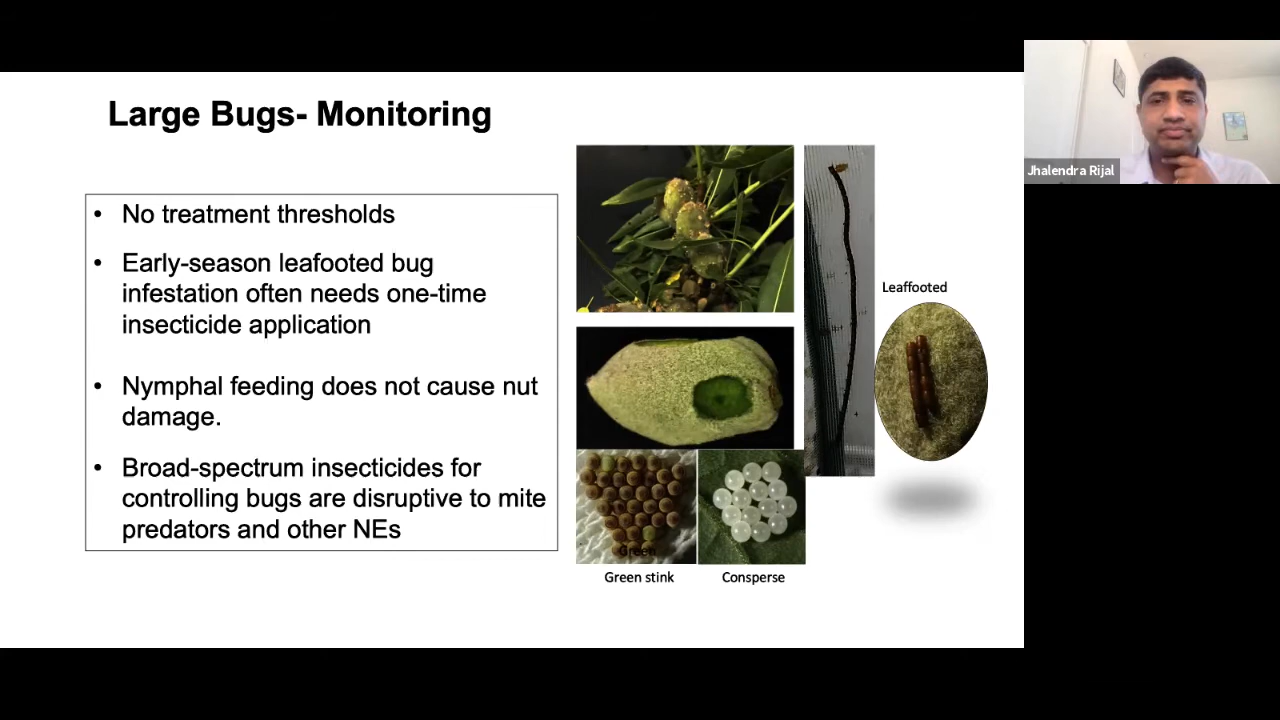 Large Bugs- Monitoring
Jhalendra Rijal
• No treatment thresholds
• Early-season leafooted bug
infestation often needs one-time
insecticide application
• Nymphal feeding does not cause nut
damage.
• Broad-spectrum insecticides for
controlling bugs are disruptive to mite
predators and other NEs
Leaffooted
Green
Green stink
Consperse